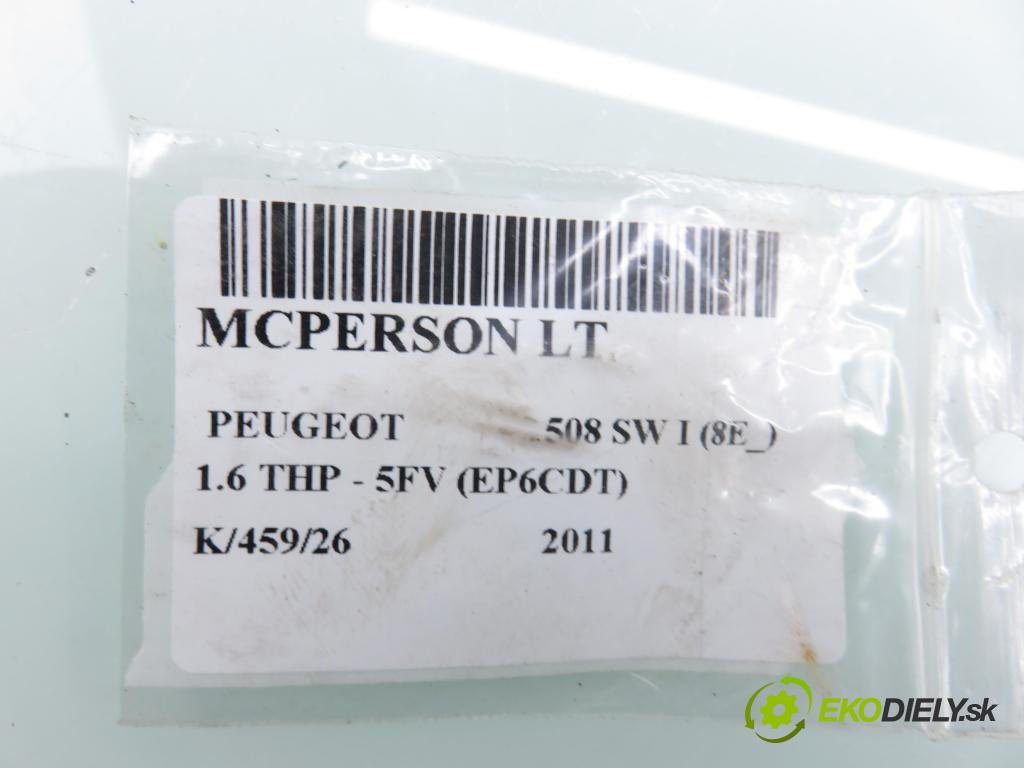 MCPERSON LT
PEUGEOT 508 SW I (8E_)
1.6 THP - 5FV (EP6CDT)
K/459/26 2011
EKODIELY.sk